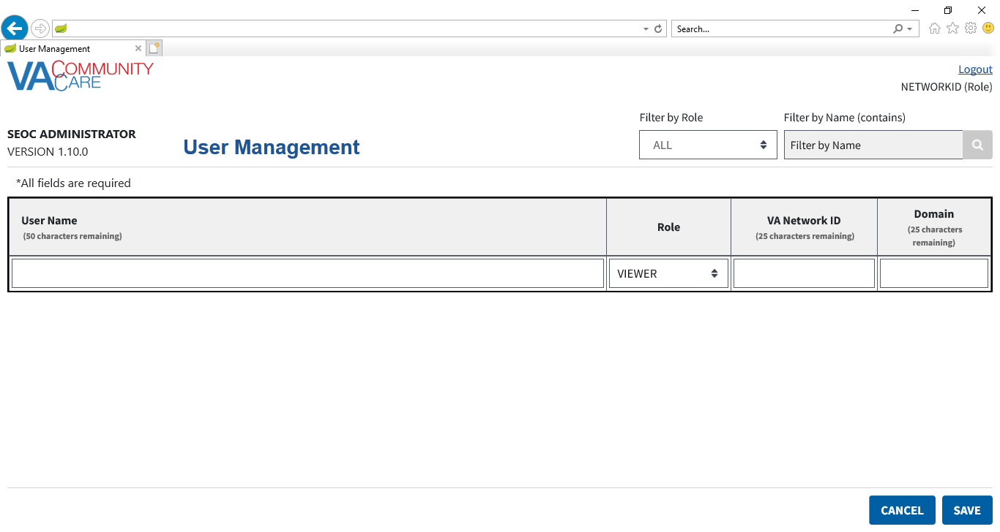 Search...
User Management
VA COMMUNITY CARE
Logout
NETWORKID (Role)
SEOC ADMINISTRATOR
VERSION 1.10.0
User Management
Filter by Role
ALL
Filter by Name (contains)
Filter by Name
*All fields are required
User Name
(50 characters remaining)
Role
VA Network ID
(25 characters remaining)
Domain
(25 characters
remaining)
VIEWER
CANCEL
SAVE